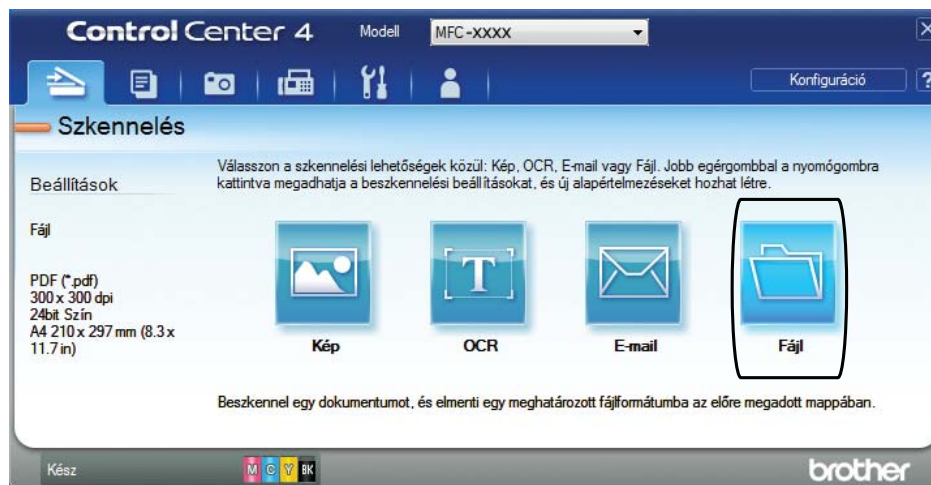 Control Center 4 Modell MFC-XXXX
Konfiguráció ?
Szkennelés
Beállítások
Válasszon a szkennelési lehetőségek közül: Kép, OCR, E-mail vagy Fájl. Jobb egérgombbal a nyomógombra
kattintva megadhatja a beszkennelési beállításokat, és új alapértelmezéseket hozhat létre.
Fájl
PDF (*.pdf)
300 x 300 dpi
24bit Szín
A4 210 x 297 mm (8.3 x
11.7 in)
T
Kép OCR E-mail Fájl
Beszkennel egy dokumentumot, és elmenti egy meghatározott fájlformátumba az előre megadott mappában.
Kész M C Y BK brother